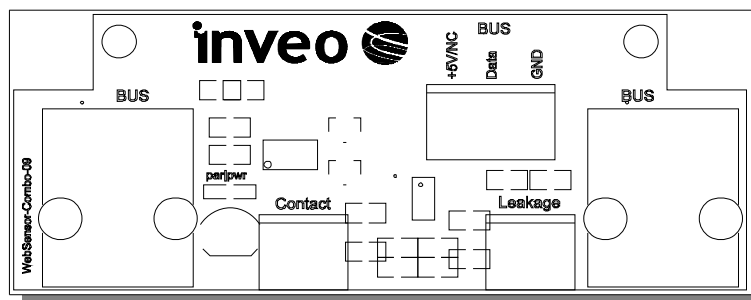 inveo
BUS
+5V/NC
Data
GND
BUS
BUS
par|pwr
Contact
Leakage
WebSensor-Combo-09